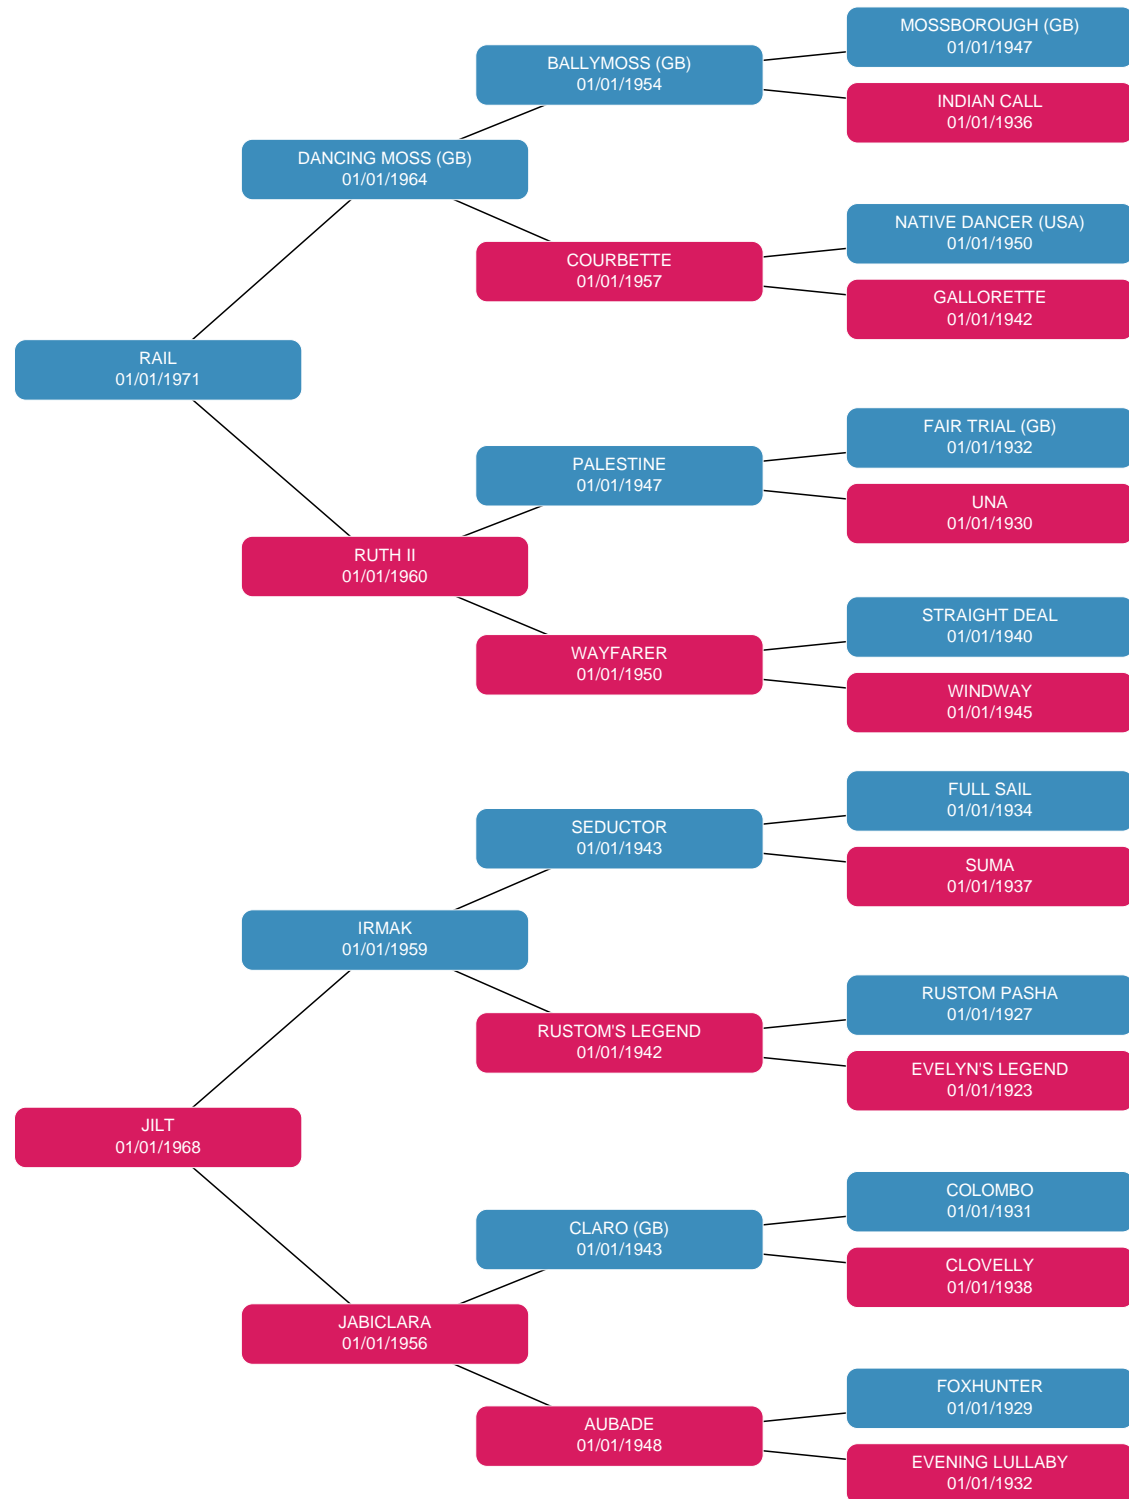 MOSSBOROUGH (GB)
01/01/1947
BALLYMOSS (GB)
01/01/1954
INDIAN CALL
01/01/1936
DANCING MOSS (GB)
01/01/1964
NATIVE DANCER (USA)
01/01/1950
COURBETTE
01/01/1957
GALLORETTE
01/01/1942
RAIL
01/01/1971
FAIR TRIAL (GB)
01/01/1932
PALESTINE
01/01/1947
UNA
01/01/1930
RUTH II
01/01/1960
STRAIGHT DEAL
01/01/1940
WAYFARER
01/01/1950
WINDWAY
01/01/1945
FULL SAIL
01/01/1934
SEDUCTOR
01/01/1943
SUMA
01/01/1937
IRMAK
01/01/1959
RUSTOM PASHA
01/01/1927
RUSTOM'S LEGEND
01/01/1942
EVELYN'S LEGEND
01/01/1923
JILT
01/01/1968
COLOMBO
01/01/1931
CLARO (GB)
01/01/1943
CLOVELLY
01/01/1938
JABICLARA
01/01/1956
FOXHUNTER
01/01/1929
AUBADE
01/01/1948
EVENING LULLABY
01/01/1932